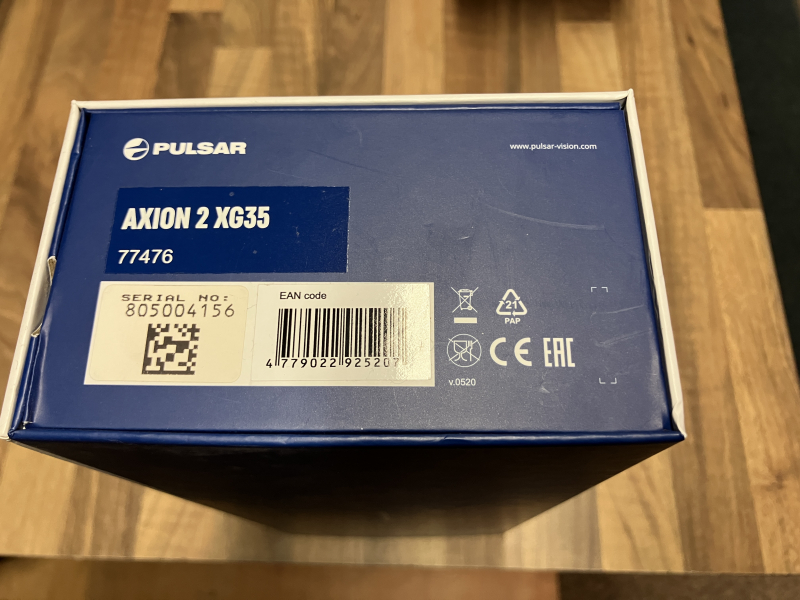 PULSAR
www.pulsar-vision.com
AXION 2 XG35
77476
SERIAL NO:
805004156
EAN code
4 779022 925207
21
PAP
CE EAC
v.0520